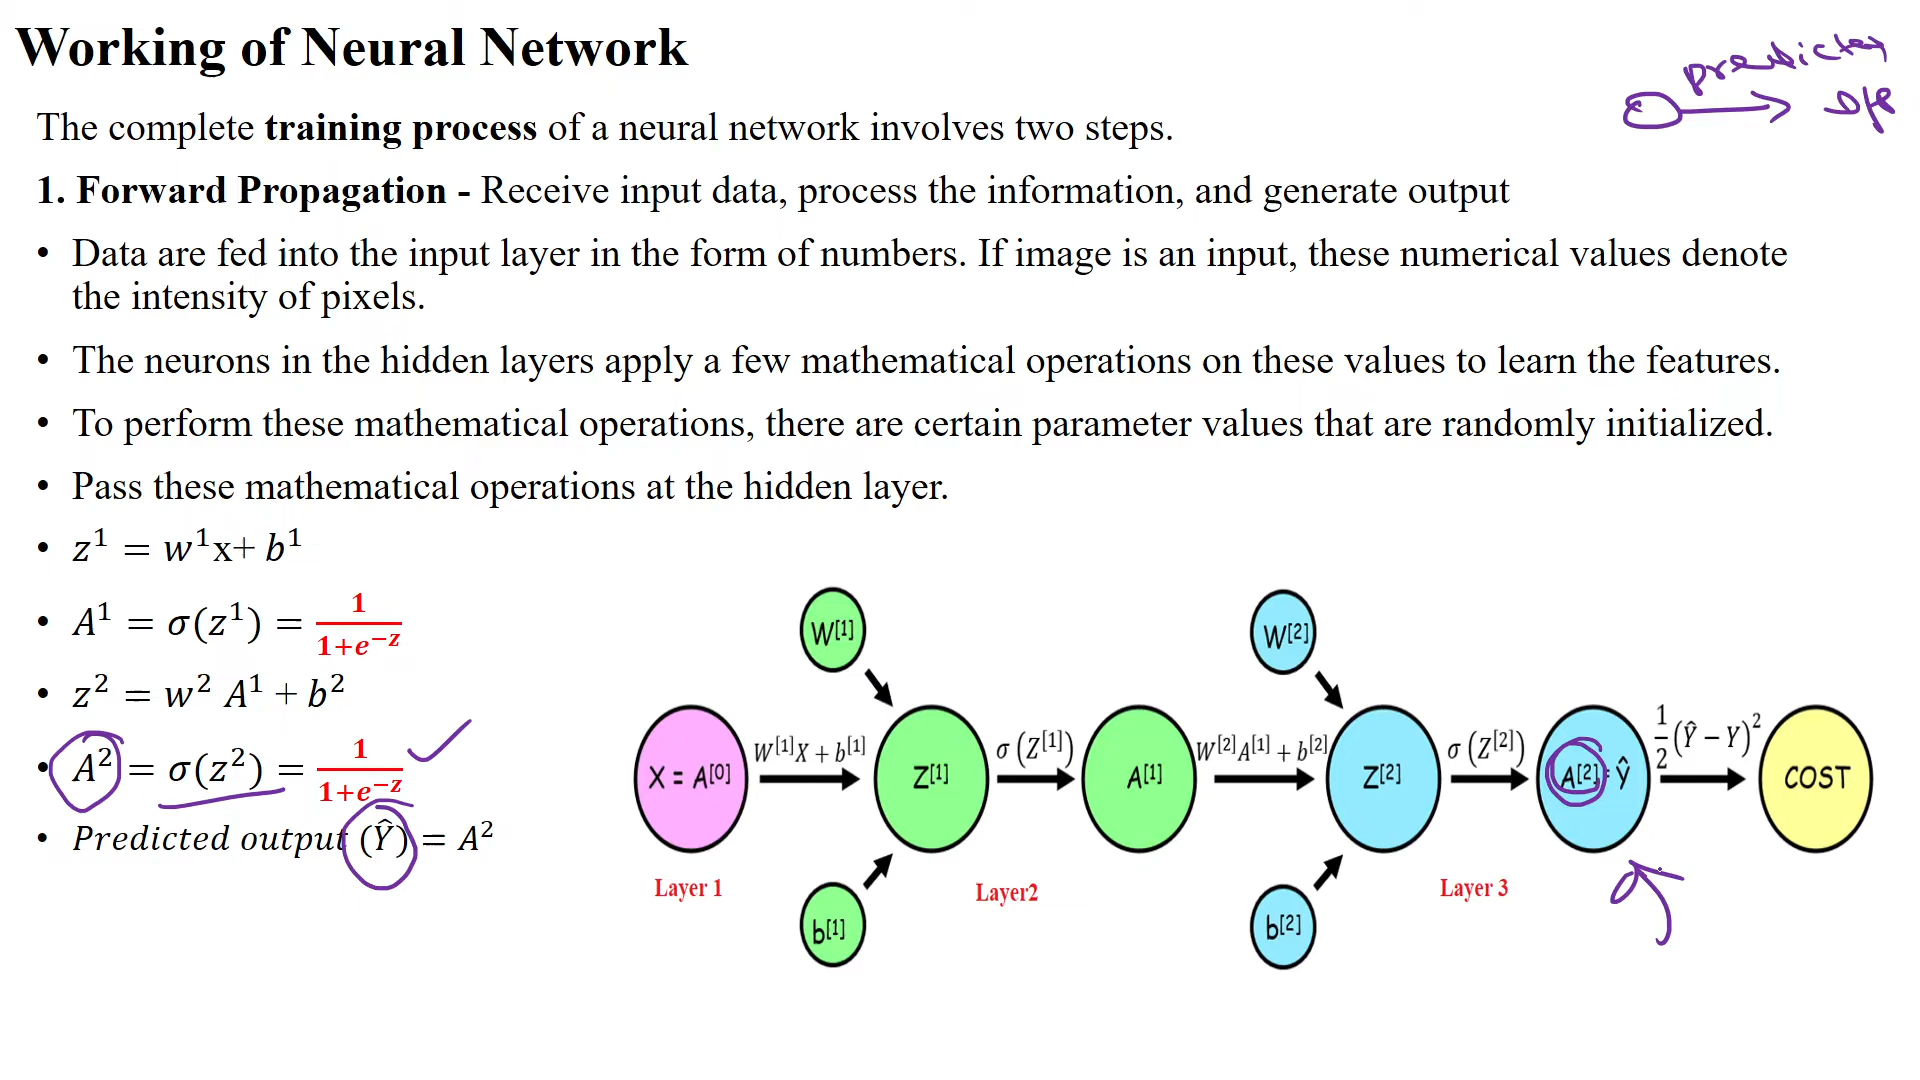 Working of Neural Network
predicted
o/p
The complete training process of a neural network involves two steps.
1. Forward Propagation - Receive input data, process the information, and generate output
• Data are fed into the input layer in the form of numbers. If image is an input, these numerical values denote
the intensity of pixels.
• The neurons in the hidden layers apply a few mathematical operations on these values to learn the features.
• To perform these mathematical operations, there are certain parameter values that are randomly initialized.
• Pass these mathematical operations at the hidden layer.
• z¹ = w¹x+ b¹
• A¹ = σ(z¹) = 1/(1+e⁻ᶻ)
• z² = w² A¹ + b²
• A² = σ(z²) = 1/(1+e⁻ᶻ)
• Predicted output (Ŷ) = A²
W[1]
W[2]
X = A[0]
W[1]X + b[1]
Z[1]
σ (Z[1])
A[1]
W[2]A[1] + b[2]
Z[2]
σ (Z[2])
A[2] = Ŷ
1/2 (Ŷ − Y)²
COST
Layer 1
Layer2
Layer 3
b[1]
b[2]